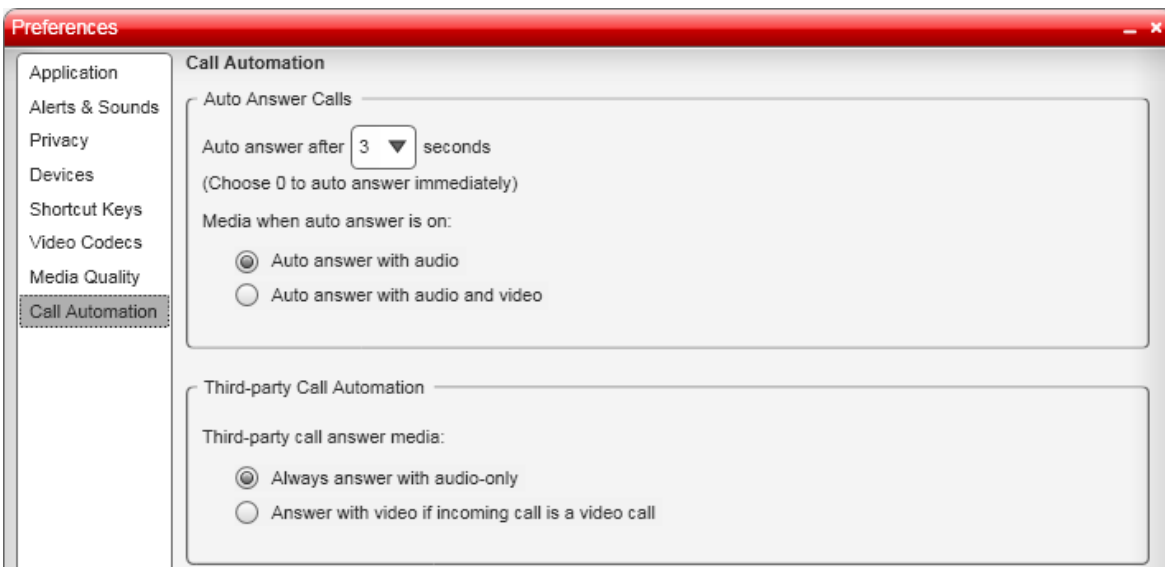 Preferences
Application
Alerts & Sounds
Privacy
Devices
Shortcut Keys
Video Codecs
Media Quality
Call Automation
Call Automation
Auto Answer Calls
Auto answer after 3 seconds
(Choose 0 to auto answer immediately)
Media when auto answer is on:
Auto answer with audio
Auto answer with audio and video
Third-party Call Automation
Third-party call answer media:
Always answer with audio-only
Answer with video if incoming call is a video call